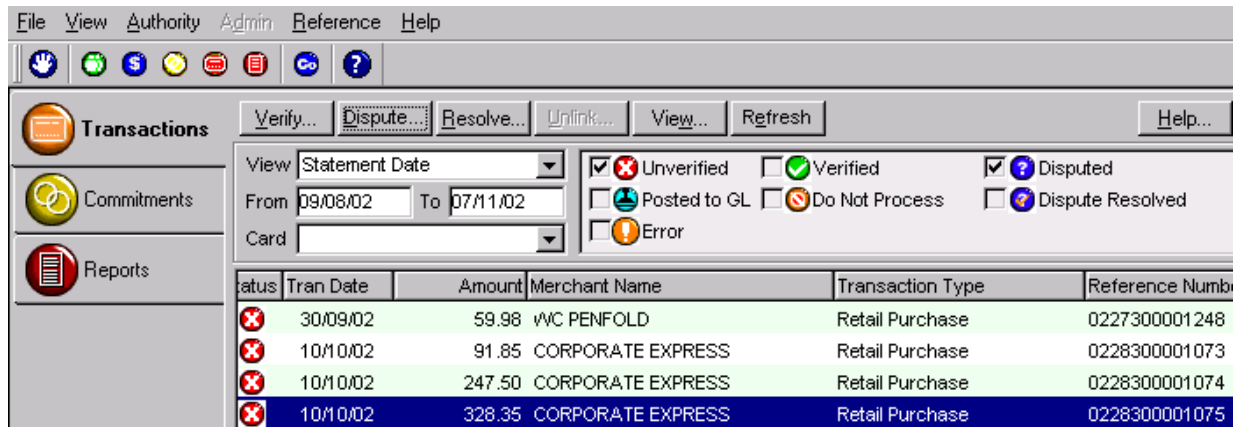 File View Authority Admin Reference Help
$ Co ?
Transactions
Commitments
Reports
Verify... Dispute... Resolve... Unlink... View... Refresh Help...
View Statement Date
From 09/08/02 To 07/11/02
Card
Unverified Verified ? Disputed
Posted to GL Do Not Process ? Dispute Resolved
! Error
tatus Tran Date Amount Merchant Name Transaction Type Reference Numbe
30/09/02 59.98 WC PENFOLD Retail Purchase 0227300001248
10/10/02 91.85 CORPORATE EXPRESS Retail Purchase 0228300001073
10/10/02 247.50 CORPORATE EXPRESS Retail Purchase 0228300001074
10/10/02 328.35 CORPORATE EXPRESS Retail Purchase 0228300001075